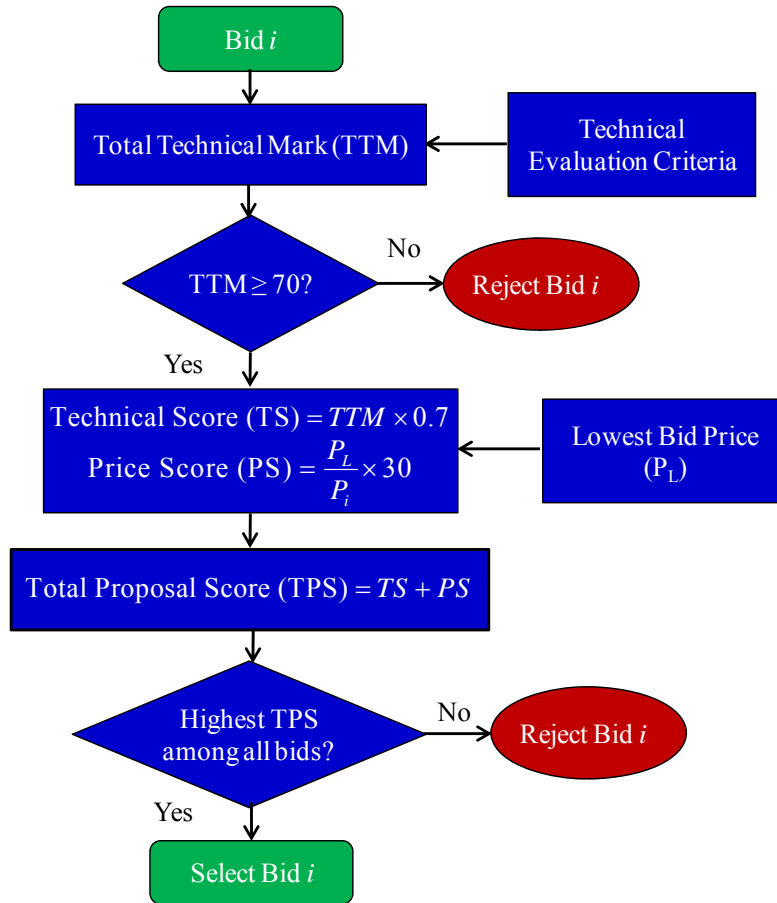 Bid i
Total Technical Mark (TTM)
Technical
Evaluation Criteria
TTM ≥ 70?
No
Reject Bid i
Yes
Technical Score (TS) = TTM × 0.7
Price Score (PS) = P_L / P_i × 30
Lowest Bid Price
(P_L)
Total Proposal Score (TPS) = TS + PS
Highest TPS
among all bids?
No
Reject Bid i
Yes
Select Bid i